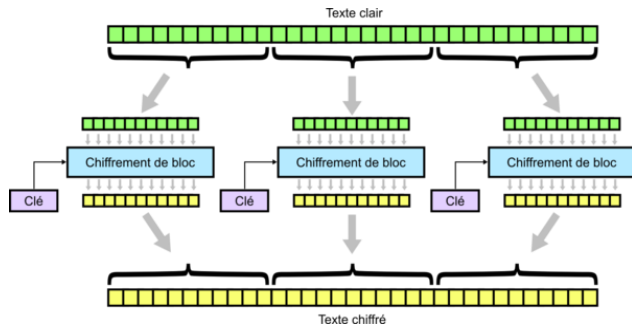 Texte clair
Chiffrement de bloc
Chiffrement de bloc
Chiffrement de bloc
Clé
Clé
Clé
Texte chiffré